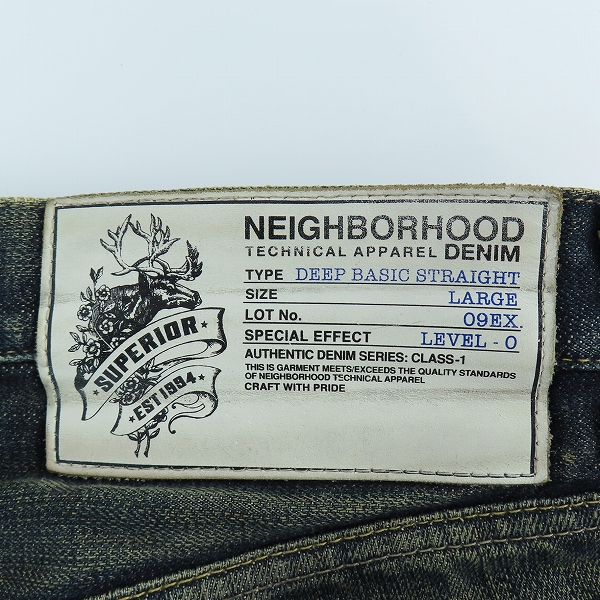 SUPERIOR
EST 1994
NEIGHBORHOOD
TECHNICAL APPAREL DENIM
TYPE DEEP BASIC STRAIGHT
SIZE LARGE
LOT No. 09EX.
SPECIAL EFFECT LEVEL - 0
AUTHENTIC DENIM SERIES: CLASS-1
THIS IS GARMENT MEETS/EXCEEDS THE QUALITY STANDARDS
OF NEIGHBORHOOD TECHNICAL APPAREL
CRAFT WITH PRIDE